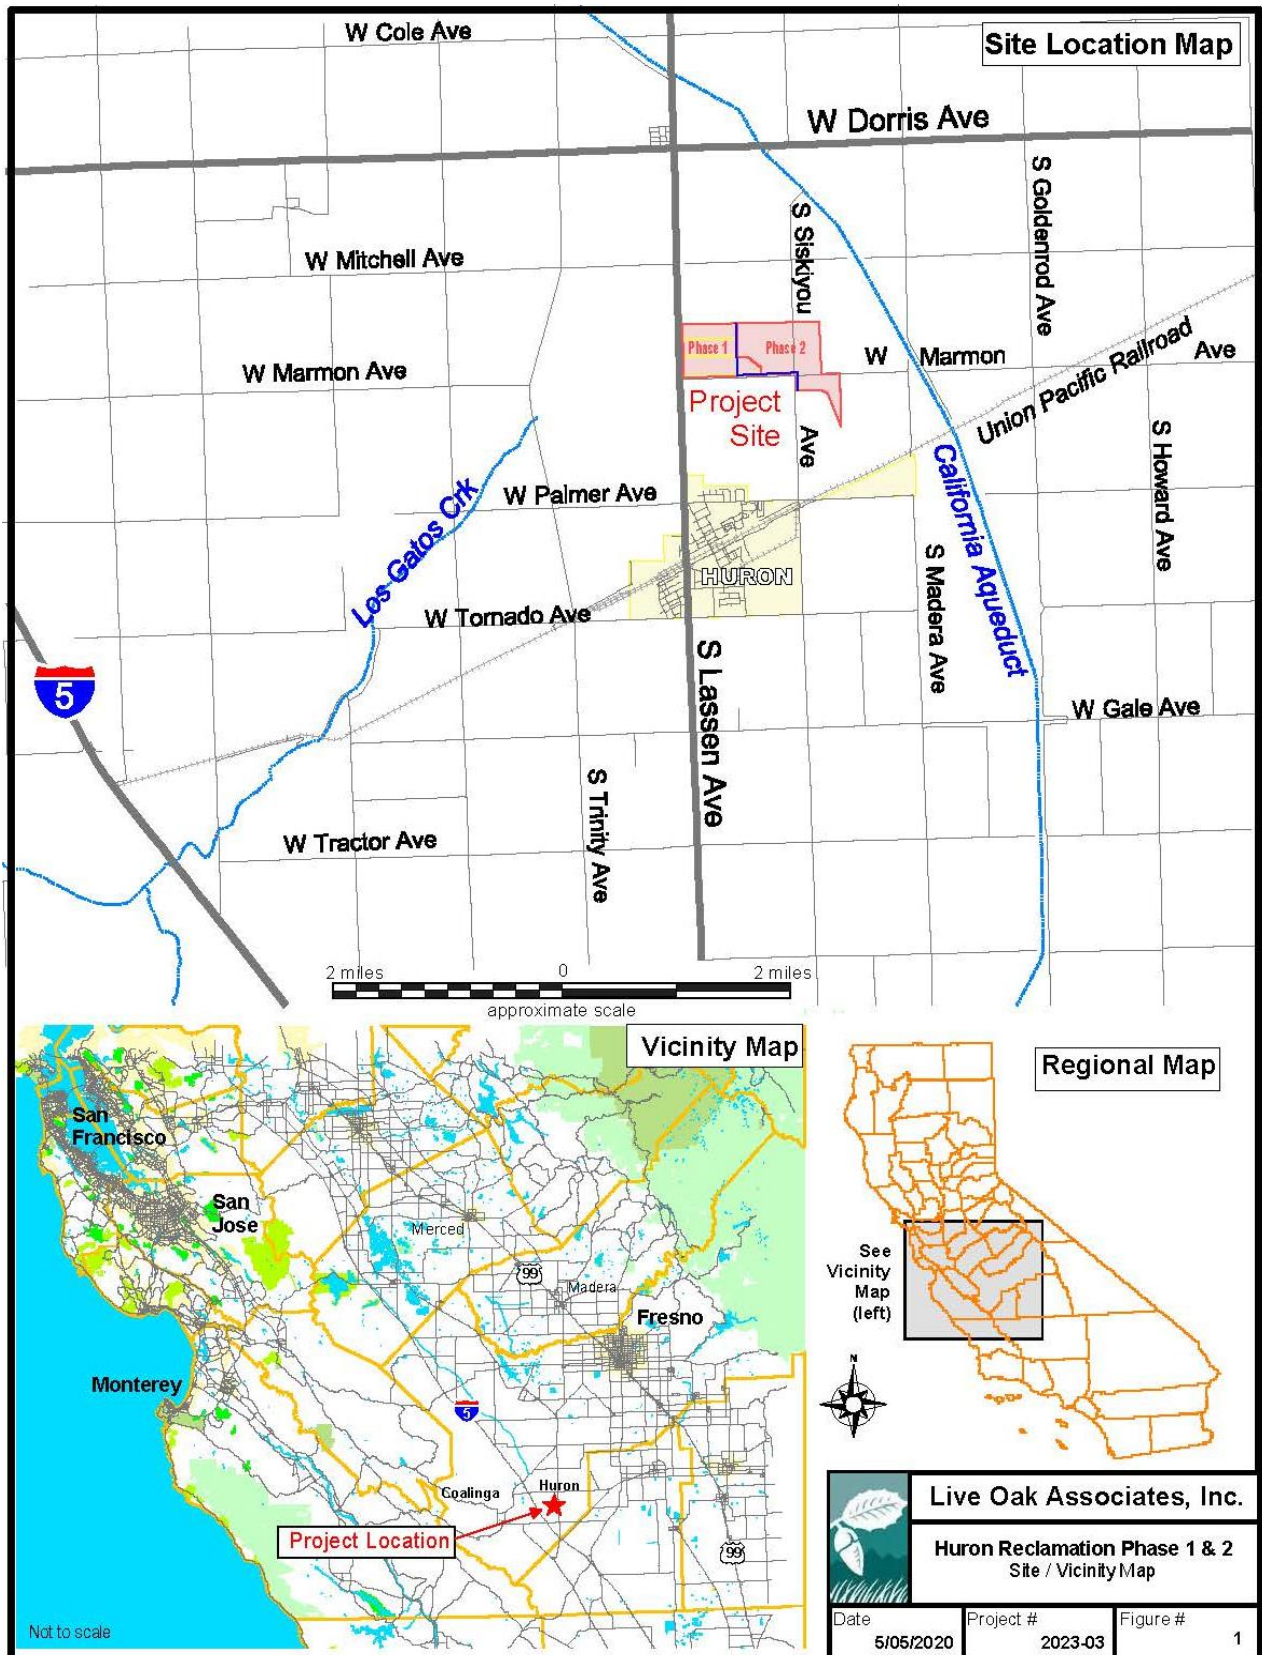 Site Location Map
W Cole Ave
W Dorris Ave
S Goldenrod Ave
S Siskiyou
Ave
W Mitchell Ave
W Marmon Ave
Phase 1
Phase 2
W Marmon Ave
Project
Site
Union Pacific Railroad
S Howard Ave
California Aqueduct
Los Gatos Crk
W Palmer Ave
HURON
S Madera Ave
W Tornado Ave
5
S Lassen Ave
W Gale Ave
S Trinity Ave
W Tractor Ave
2 miles 0 2 miles
approximate scale
Vicinity Map
San
Francisco
San
Jose
Merced
99
Madera
Fresno
Monterey
5
Coalinga
Huron
Project Location
99
Not to scale
Regional Map
See
Vicinity
Map
(left)
N
Live Oak Associates, Inc.
Huron Reclamation Phase 1 & 2
Site / Vicinity Map
Date
5/05/2020
Project #
2023-03
Figure #
1